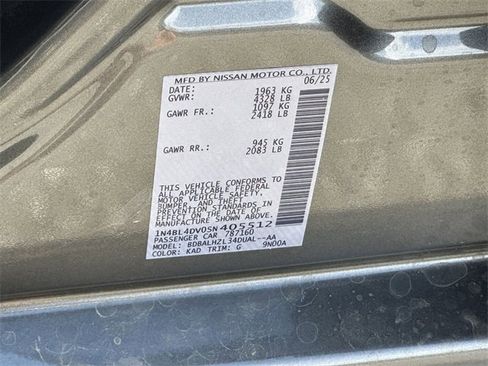 MFD BY NISSAN MOTOR CO., LTD.
DATE: 06/25
GVWR: 1963 KG
4328 LB
GAWR FR.: 1097 KG
2418 LB
GAWR RR.: 945 KG
2083 LB
THIS VEHICLE CONFORMS TO
ALL APPLICABLE FEDERAL
MOTOR VEHICLE SAFETY,
BUMPER, AND THEFT
PREVENTION STANDARDS
IN EFFECT ON THE DATE OF
MANUFACTURE SHOWN ABOVE.
1N4BL4DV0SN405512
PASSENGER CAR 787160
MODEL: BDBALHZL34DUAL--AA
COLOR: KAD TRIM: G 9N00A